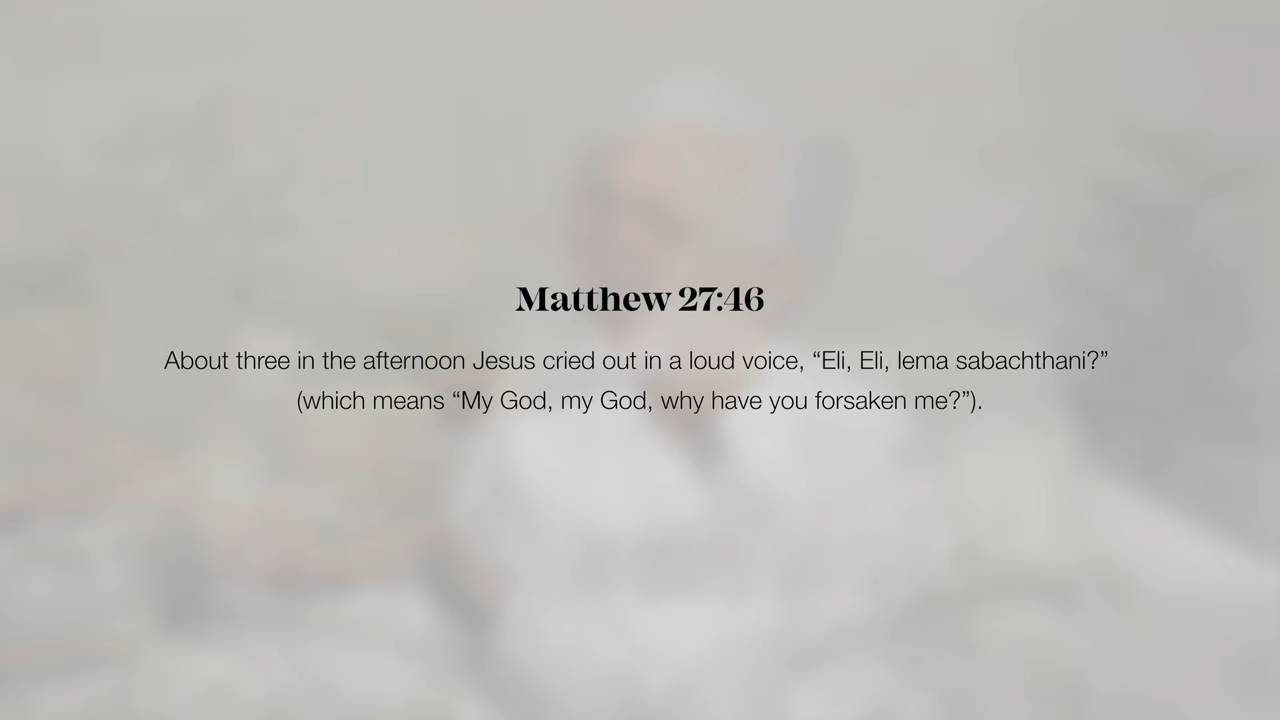 Matthew 27:46
About three in the afternoon Jesus cried out in a loud voice, “Eli, Eli, lema sabachthani?”
(which means “My God, my God, why have you forsaken me?”).